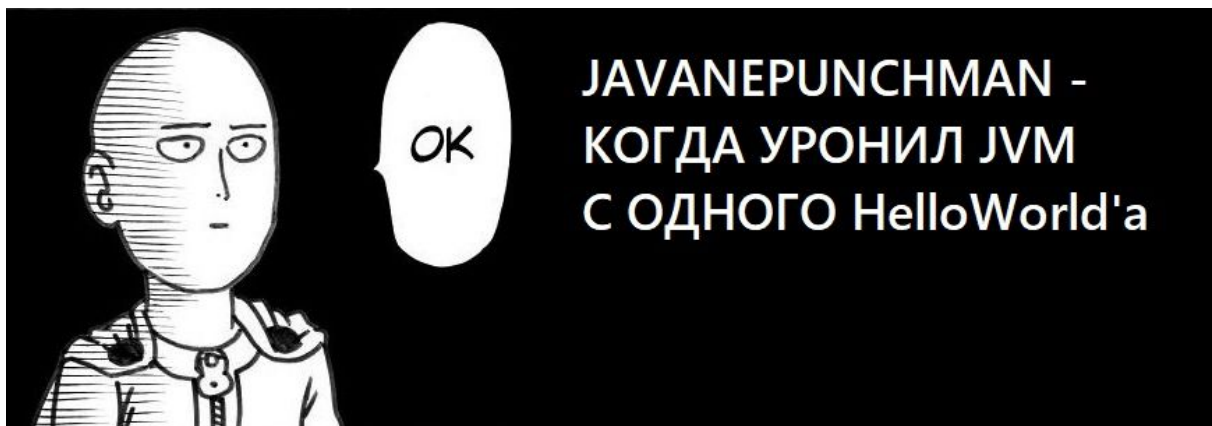 OK
JAVANEPUNCHMAN -
КОГДА УРОНИЛ JVM
С ОДНОГО HelloWorld'а